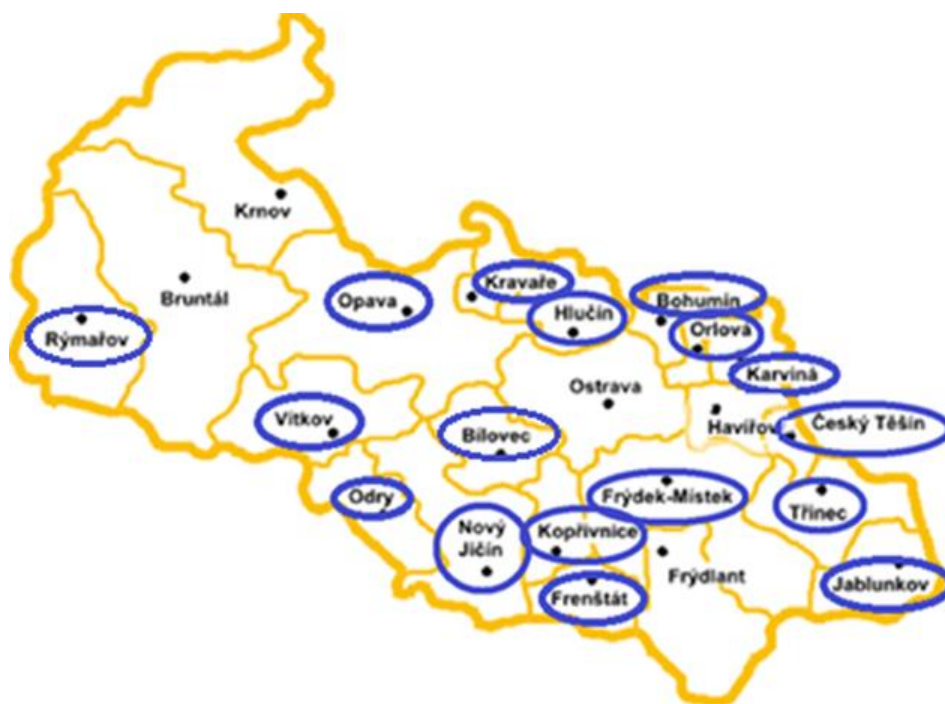 Krnov
Bruntál
Rýmařov
Opava
Kravaře
Hlučín
Bohumín
Orlová
Karviná
Ostrava
Havířov
Český Těšín
Vítkov
Bílovec
Odry
Frýdek-Místek
Třinec
Nový
Jičín
Kopřivnice
Frýdlant
Frenštát
Jablunkov